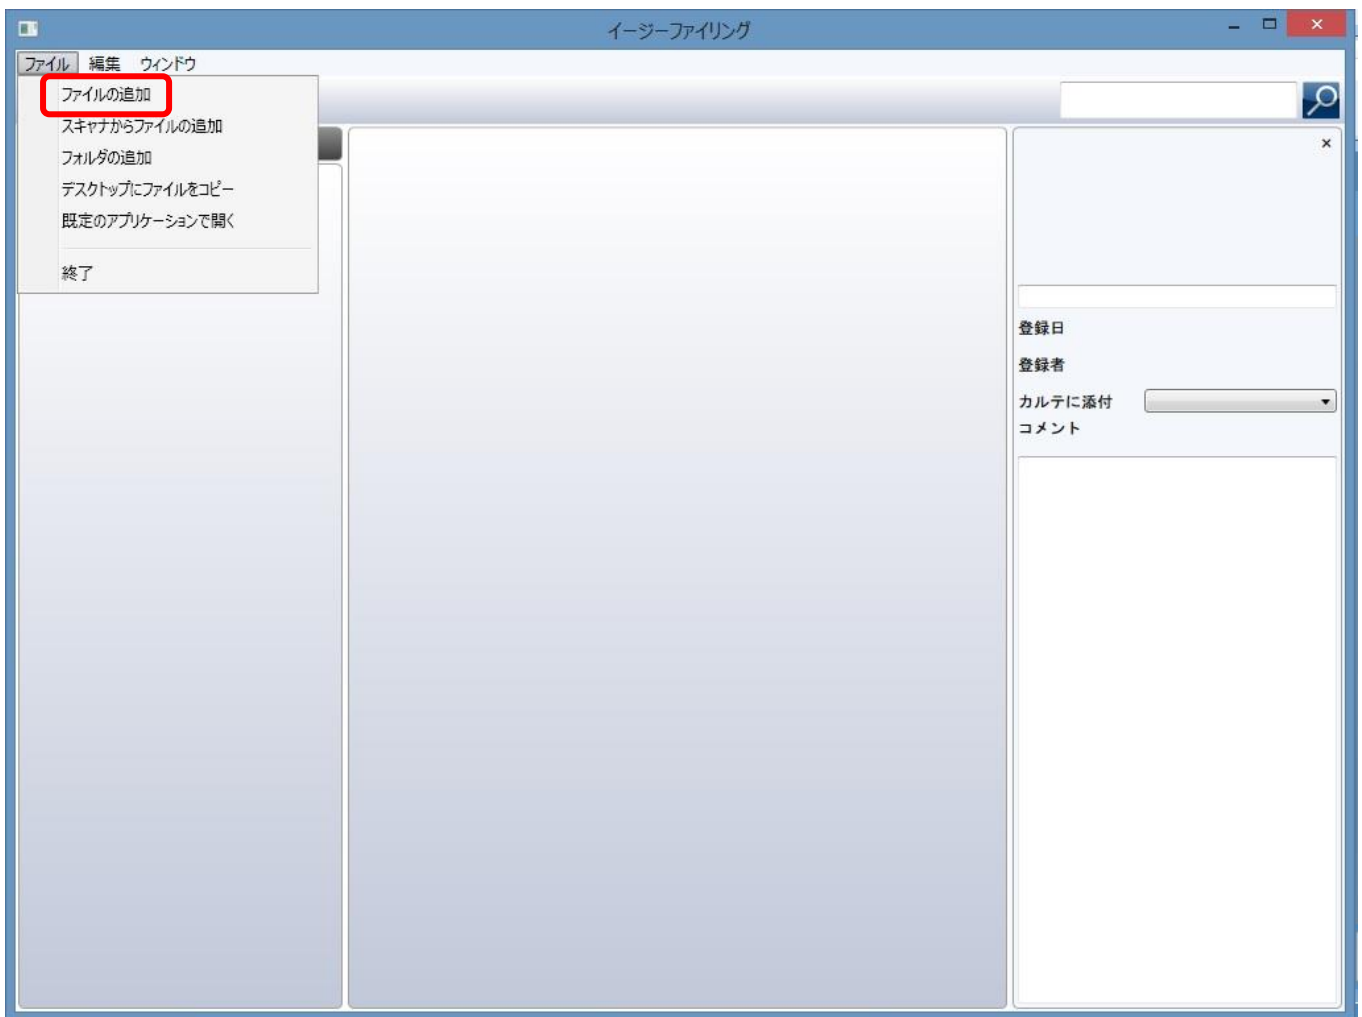 イージーファイリング
ファイル 編集 ウィンドウ
ファイルの追加
スキャナからファイルの追加
フォルダの追加
デスクトップにファイルをコピー
既定のアプリケーションで開く
終了
登録日
登録者
カルテに添付
コメント